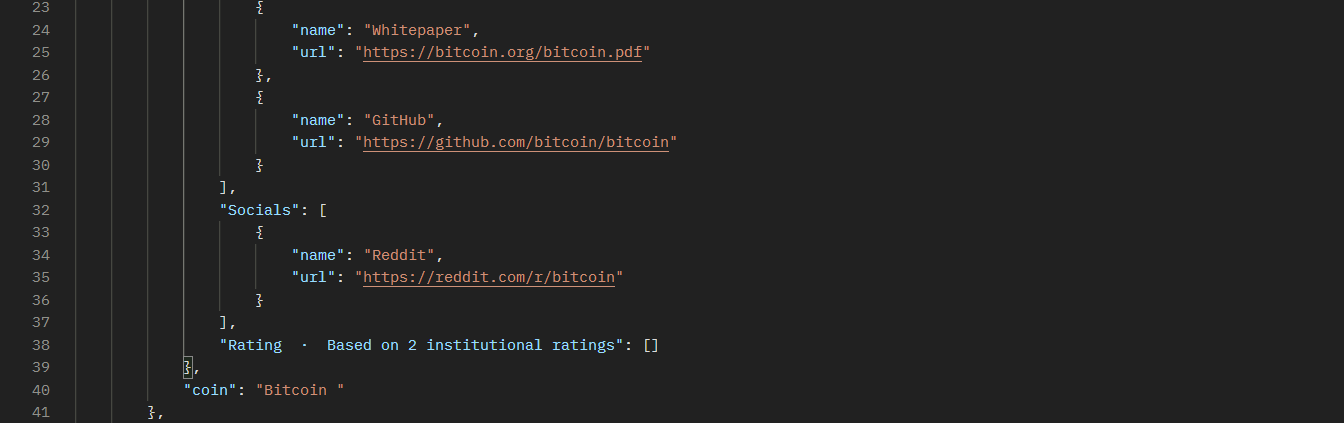 23 {
24 "name": "Whitepaper",
25 "url": "https://bitcoin.org/bitcoin.pdf"
26 },
27 {
28 "name": "GitHub",
29 "url": "https://github.com/bitcoin/bitcoin"
30 }
31 ],
32 "Socials": [
33 {
34 "name": "Reddit",
35 "url": "https://reddit.com/r/bitcoin"
36 }
37 ],
38 "Rating  ·  Based on 2 institutional ratings": []
39 },
40 "coin": "Bitcoin "
41 },